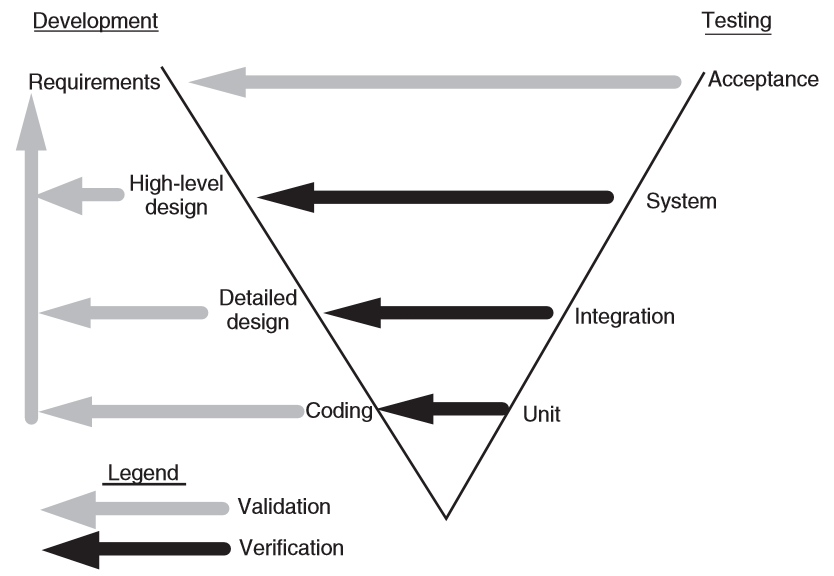 Development
Testing
Requirements
Acceptance
High-level
design
System
Detailed
design
Integration
Coding
Unit
Legend
Validation
Verification